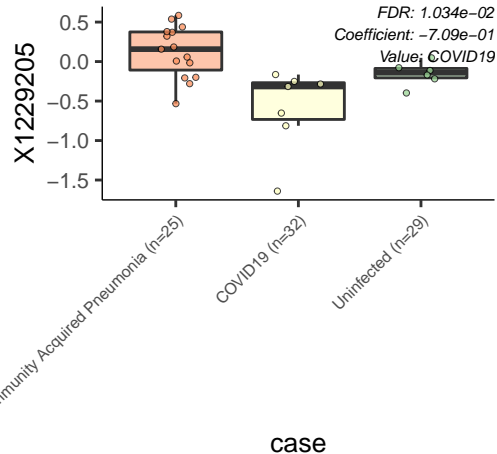 FDR: 1.034e−02
Coefficient: −7.09e−01
Value: COVID19
X1229205
0.5
0.0
−0.5
−1.0
−1.5
Acquired Pneumonia (n=25)
COVID19 (n=32)
Uninfected (n=29)
case